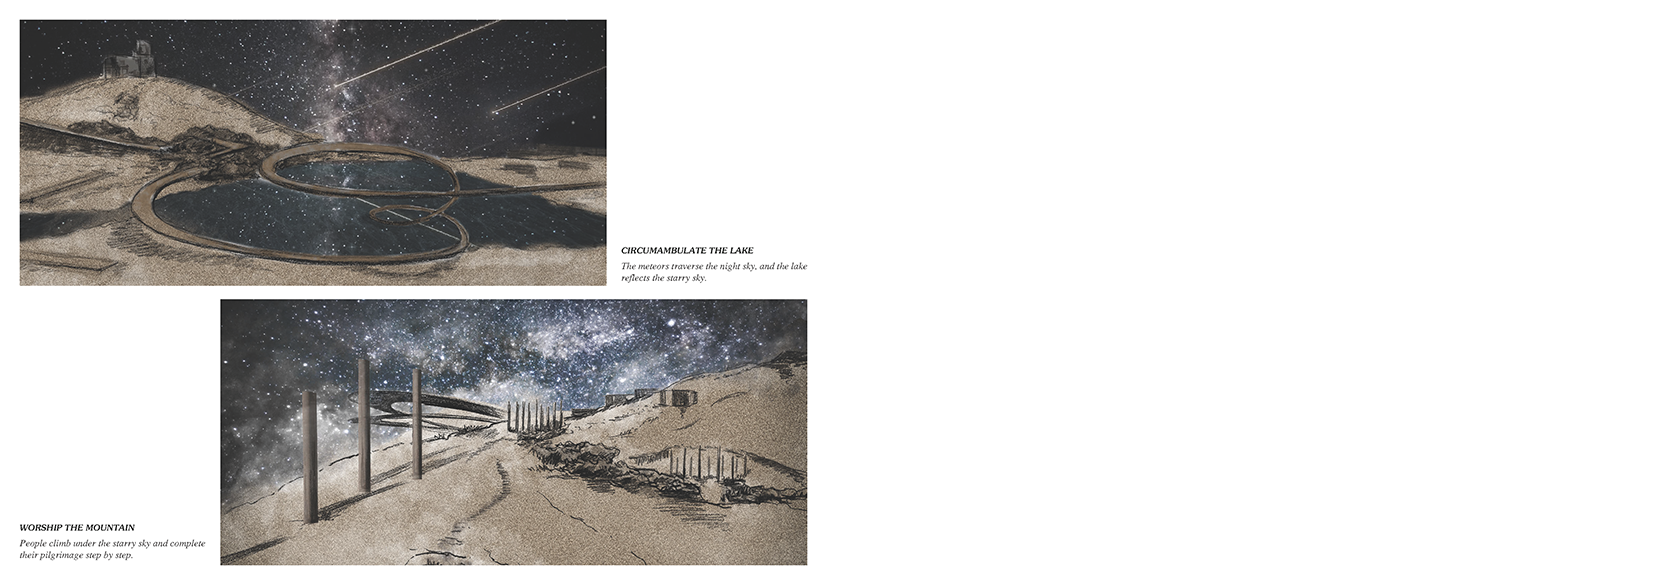 CIRCUMAMBULATE THE LAKE
The meteors traverse the night sky, and the lake
reflects the starry sky.
WORSHIP THE MOUNTAIN
People climb under the starry sky and complete
their pilgrimage step by step.